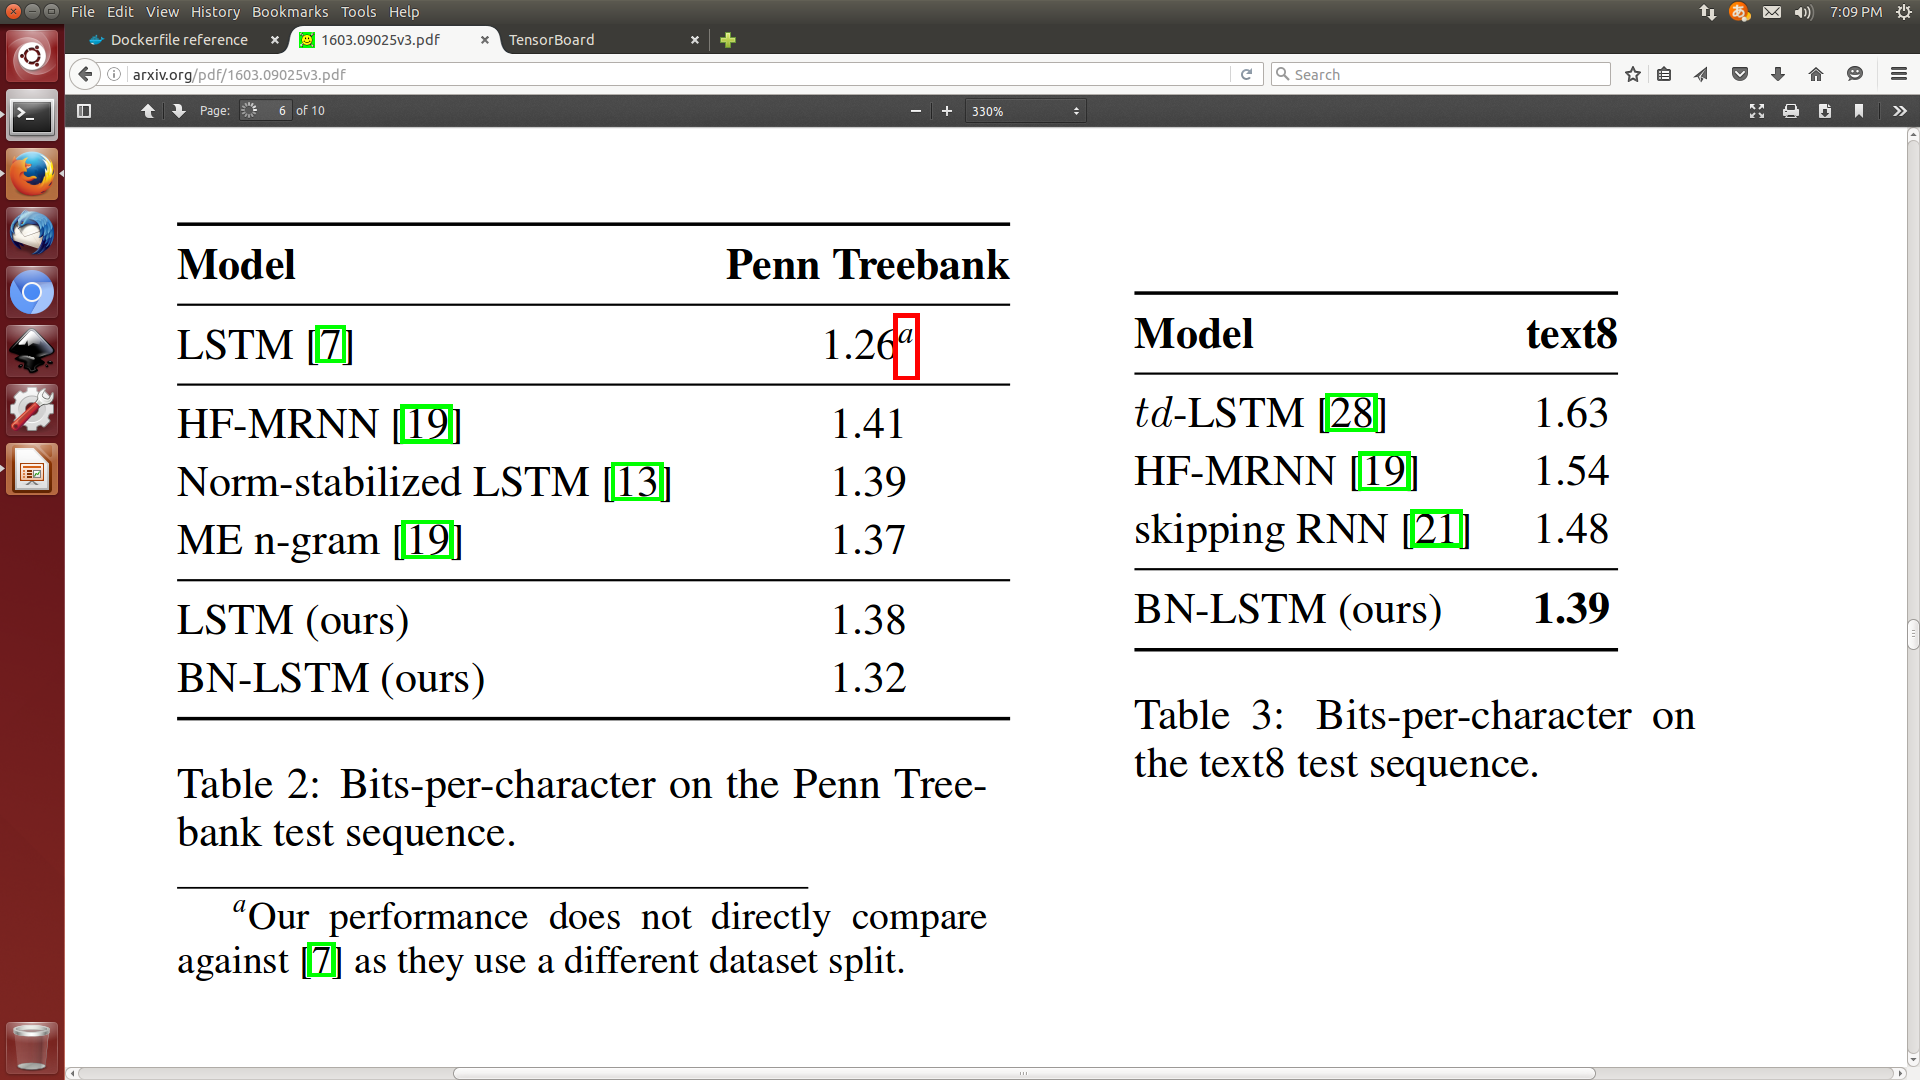 File Edit View History Bookmarks Tools Help
7:09 PM
Dockerfile reference
1603.09025v3.pdf
TensorBoard
arxiv.org/pdf/1603.09025v3.pdf
Search
Page: 6 of 10
330%
Model Penn Treebank
LSTM [7] 1.26a
HF-MRNN [19] 1.41
Norm-stabilized LSTM [13] 1.39
ME n-gram [19] 1.37
LSTM (ours) 1.38
BN-LSTM (ours) 1.32
Table 2: Bits-per-character on the Penn Tree-
bank test sequence.
aOur performance does not directly compare
against [7] as they use a different dataset split.
Model text8
td-LSTM [28] 1.63
HF-MRNN [19] 1.54
skipping RNN [21] 1.48
BN-LSTM (ours) 1.39
Table 3: Bits-per-character on
the text8 test sequence.